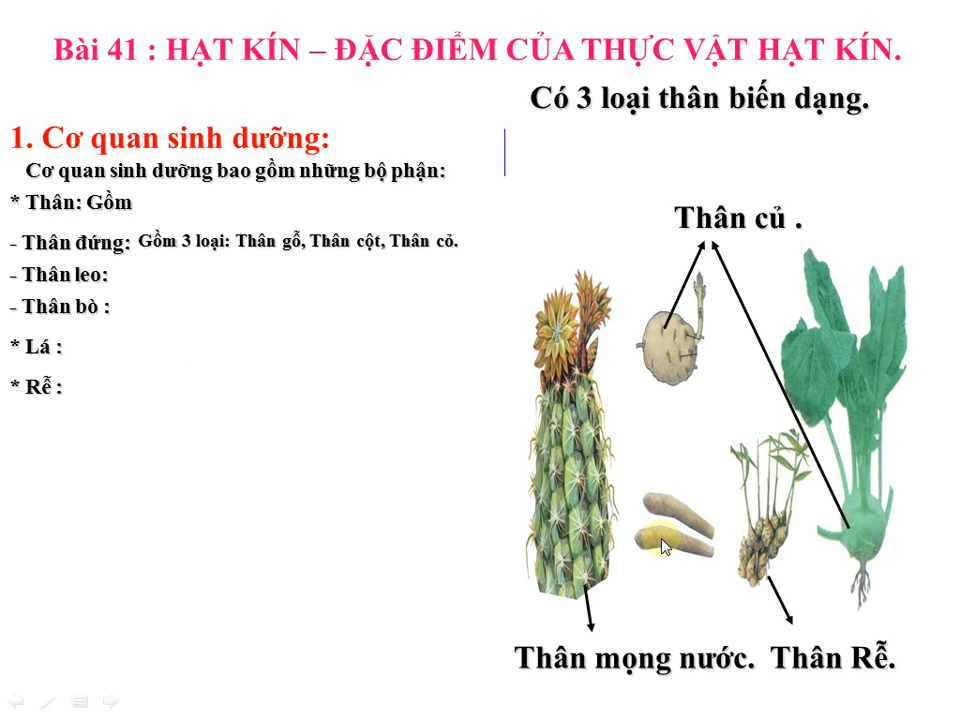 Bài 41 : HẠT KÍN – ĐẶC ĐIỂM CỦA THỰC VẬT HẠT KÍN.
Có 3 loại thân biến dạng.
1. Cơ quan sinh dưỡng:
Cơ quan sinh dưỡng bao gồm những bộ phận:
* Thân: Gồm
- Thân đứng: Gồm 3 loại: Thân gỗ, Thân cột, Thân cỏ.
- Thân leo:
- Thân bò :
* Lá :
* Rễ :
Thân củ .
Thân mọng nước. Thân Rễ.